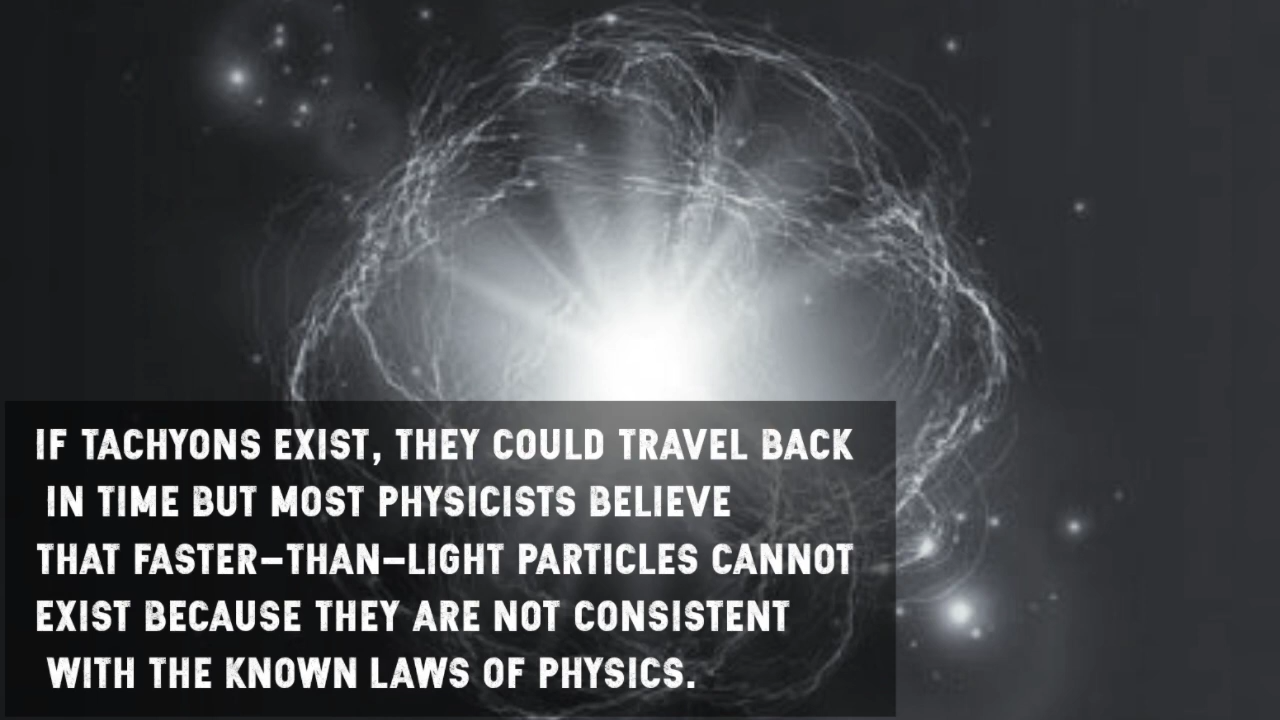 IF TACHYONS EXIST, THEY COULD TRAVEL BACK
IN TIME BUT MOST PHYSICISTS BELIEVE
THAT FASTER-THAN-LIGHT PARTICLES CANNOT
EXIST BECAUSE THEY ARE NOT CONSISTENT
WITH THE KNOWN LAWS OF PHYSICS.